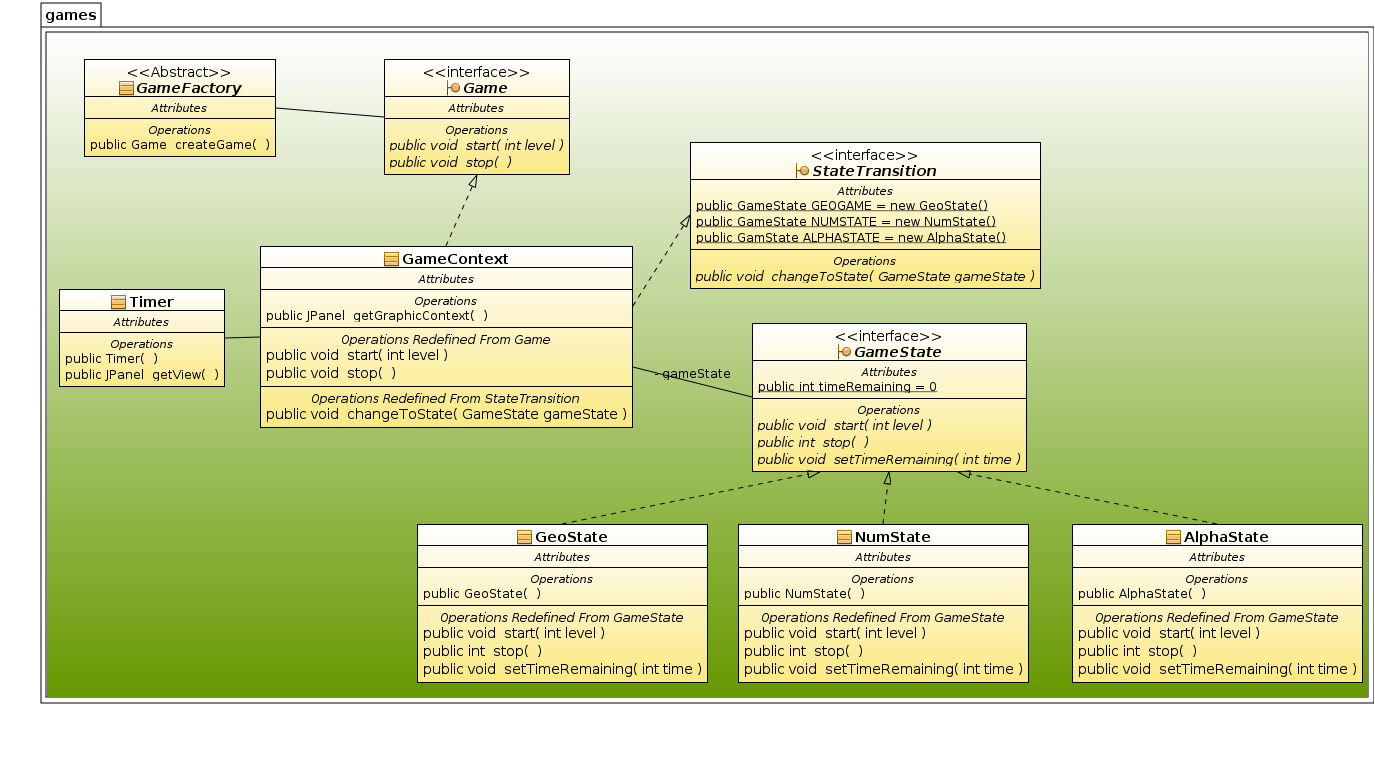 games
<<Abstract>>
GameFactory
Attributes
Operations
public Game createGame( )
<<interface>>
Game
Attributes
Operations
public void start( int level )
public void stop( )
<<interface>>
StateTransition
Attributes
public GameState GEOGAME = new GeoState()
public GameState NUMSTATE = new NumState()
public GamState ALPHASTATE = new AlphaState()
Operations
public void changeToState( GameState gameState )
GameContext
Attributes
Operations
public JPanel getGraphicContext( )
Operations Redefined From Game
public void start( int level )
public void stop( )
Operations Redefined From StateTransition
public void changeToState( GameState gameState )
Timer
Attributes
Operations
public Timer( )
public JPanel getView( )
- gameState
<<interface>>
GameState
Attributes
public int timeRemaining = 0
Operations
public void start( int level )
public int stop( )
public void setTimeRemaining( int time )
GeoState
Attributes
Operations
public GeoState( )
Operations Redefined From GameState
public void start( int level )
public int stop( )
public void setTimeRemaining( int time )
NumState
Attributes
Operations
public NumState( )
Operations Redefined From GameState
public void start( int level )
public int stop( )
public void setTimeRemaining( int time )
AlphaState
Attributes
Operations
public AlphaState( )
Operations Redefined From GameState
public void start( int level )
public int stop( )
public void setTimeRemaining( int time )